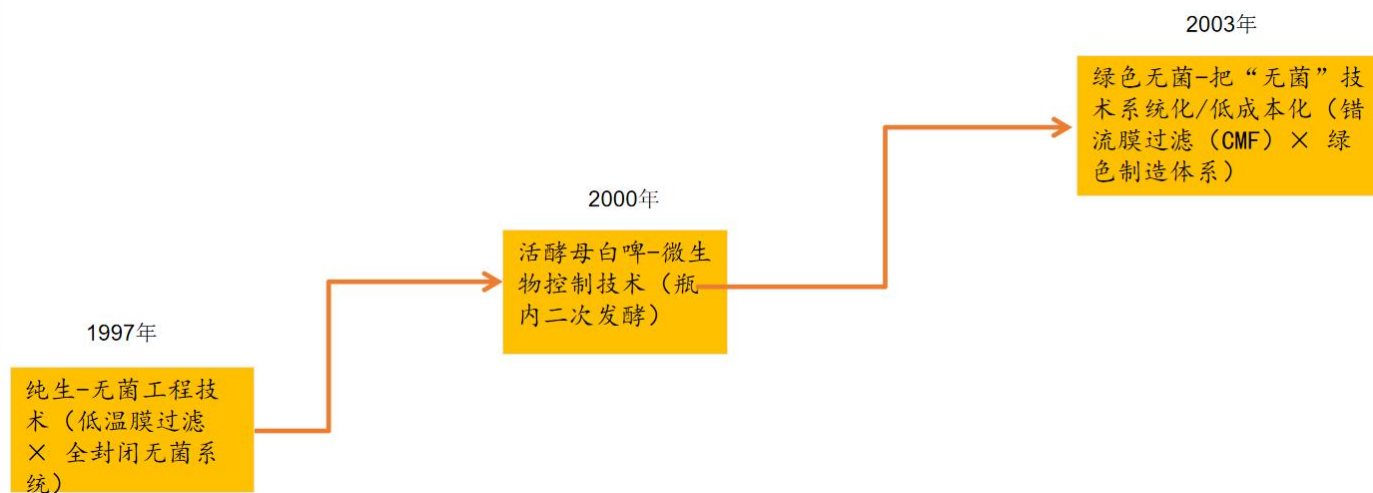 1997年
纯生-无菌工程技
术（低温膜过滤
× 全封闭无菌系
统）
2000年
活酵母白啤-微生
物控制技术（瓶
内二次发酵）
2003年
绿色无菌-把“无菌”技
术系统化/低成本化（错
流膜过滤（CMF）× 绿
色制造体系）